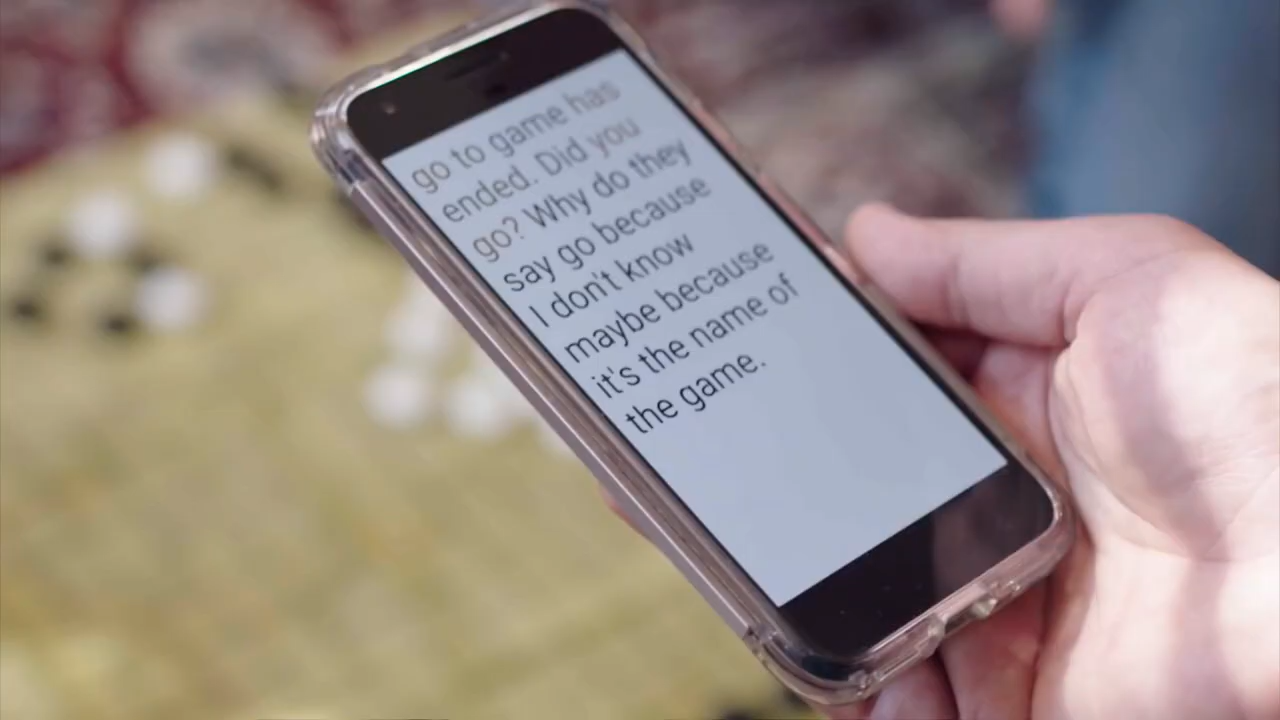 go to game has
ended. Did you
go? Why do they
say go because
I don't know
maybe because
it's the name of
the game.